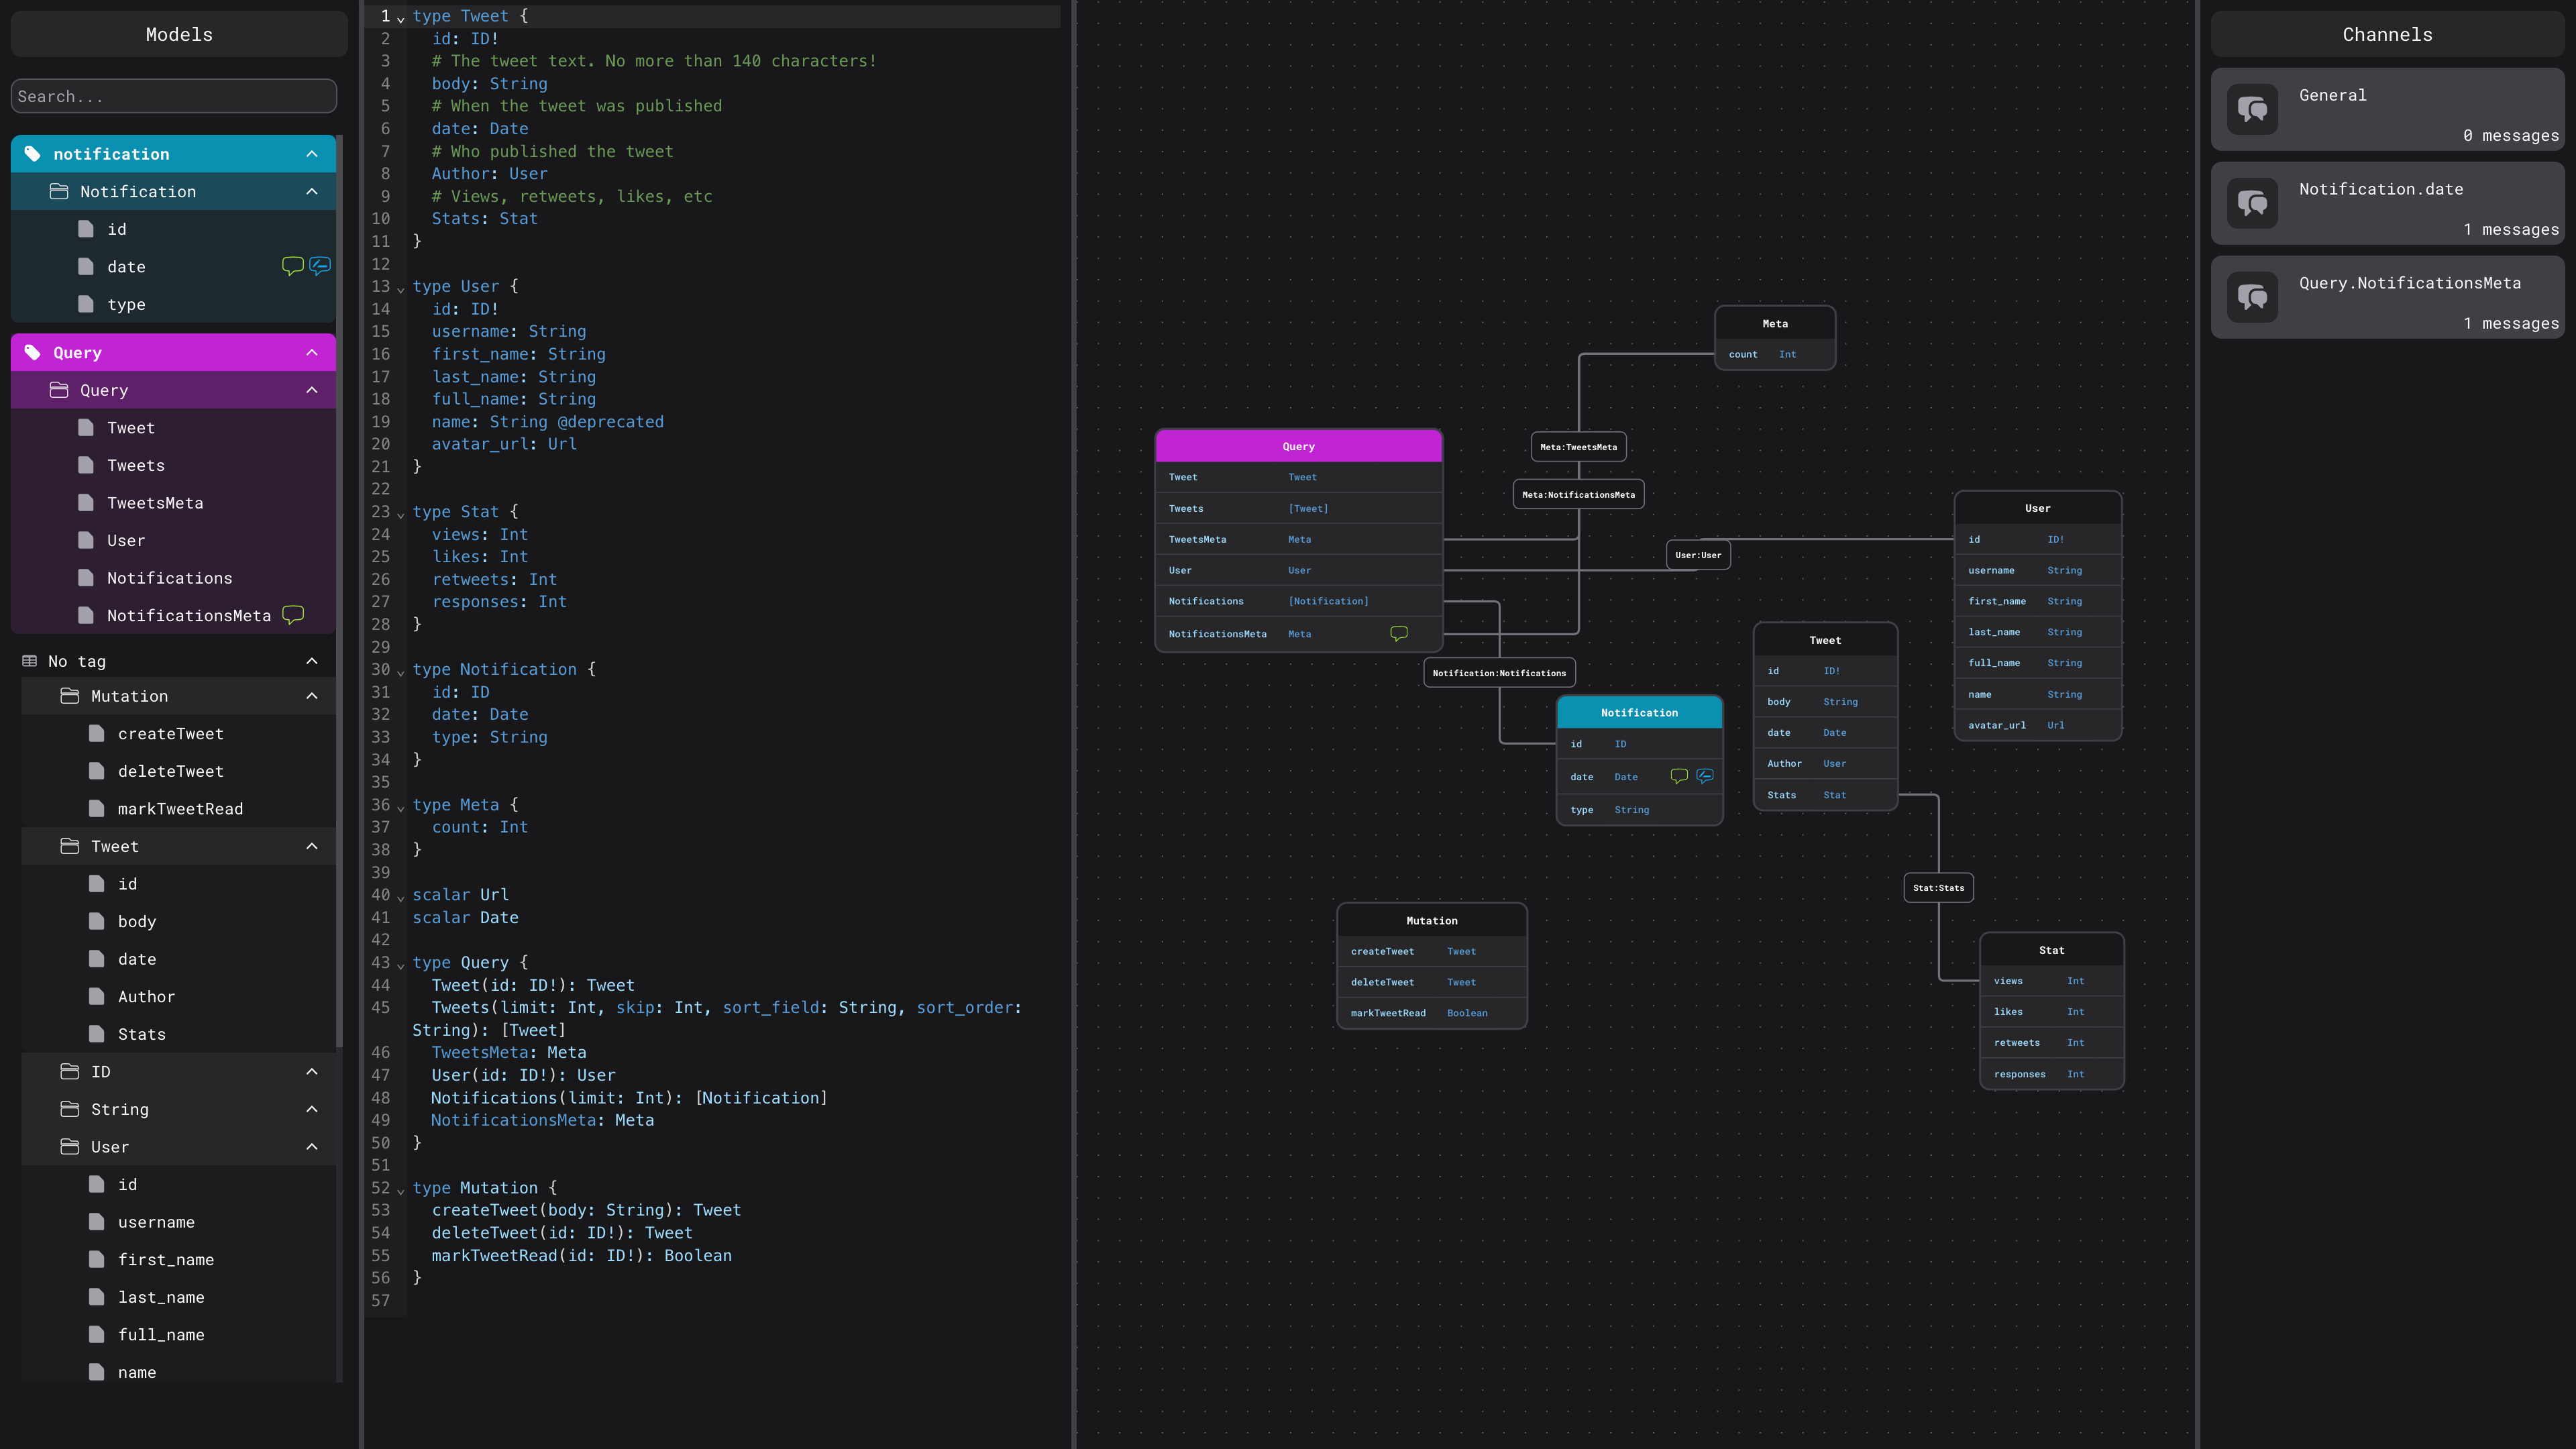 Models
Search...
notification
Notification
id
date
type
Query
Query
Tweet
Tweets
TweetsMeta
User
Notifications
NotificationsMeta
No tag
Mutation
createTweet
deleteTweet
markTweetRead
Tweet
id
body
date
Author
Stats
ID
String
User
id
username
first_name
last_name
full_name
name
1 type Tweet {
2 id: ID!
3 # The tweet text. No more than 140 characters!
4 body: String
5 # When the tweet was published
6 date: Date
7 # Who published the tweet
8 Author: User
9 # Views, retweets, likes, etc
10 Stats: Stat
11 }
12
13 type User {
14 id: ID!
15 username: String
16 first_name: String
17 last_name: String
18 full_name: String
19 name: String @deprecated
20 avatar_url: Url
21 }
22
23 type Stat {
24 views: Int
25 likes: Int
26 retweets: Int
27 responses: Int
28 }
29
30 type Notification {
31 id: ID
32 date: Date
33 type: String
34 }
35
36 type Meta {
37 count: Int
38 }
39
40 scalar Url
41 scalar Date
42
43 type Query {
44 Tweet(id: ID!): Tweet
45 Tweets(limit: Int, skip: Int, sort_field: String, sort_order:
String): [Tweet]
46 TweetsMeta: Meta
47 User(id: ID!): User
48 Notifications(limit: Int): [Notification]
49 NotificationsMeta: Meta
50 }
51
52 type Mutation {
53 createTweet(body: String): Tweet
54 deleteTweet(id: ID!): Tweet
55 markTweetRead(id: ID!): Boolean
56 }
57
Meta
count Int
Query
Tweet Tweet
Tweets [Tweet]
TweetsMeta Meta
User User
Notifications [Notification]
NotificationsMeta Meta
Meta:TweetsMeta
Meta:NotificationsMeta
User:User
Notification:Notifications
User
id ID!
username String
first_name String
last_name String
full_name String
name String
avatar_url Url
Tweet
id ID!
body String
date Date
Author User
Stats Stat
Notification
id ID
date Date
type String
Stat:Stats
Mutation
createTweet Tweet
deleteTweet Tweet
markTweetRead Boolean
Stat
views Int
likes Int
retweets Int
responses Int
Channels
General
0 messages
Notification.date
1 messages
Query.NotificationsMeta
1 messages